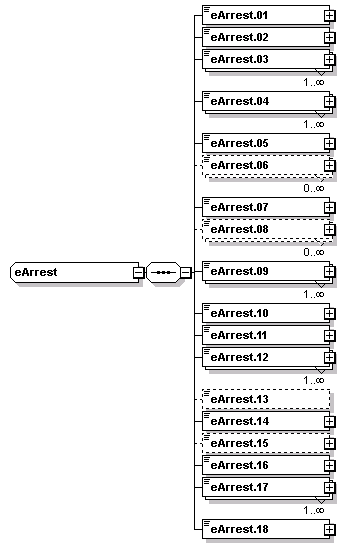 eArrest.01
eArrest.02
eArrest.03
1..∞
eArrest.04
1..∞
eArrest.05
eArrest.06
0..∞
eArrest.07
eArrest.08
0..∞
eArrest
eArrest.09
1..∞
eArrest.10
eArrest.11
eArrest.12
1..∞
eArrest.13
eArrest.14
eArrest.15
eArrest.16
eArrest.17
1..∞
eArrest.18